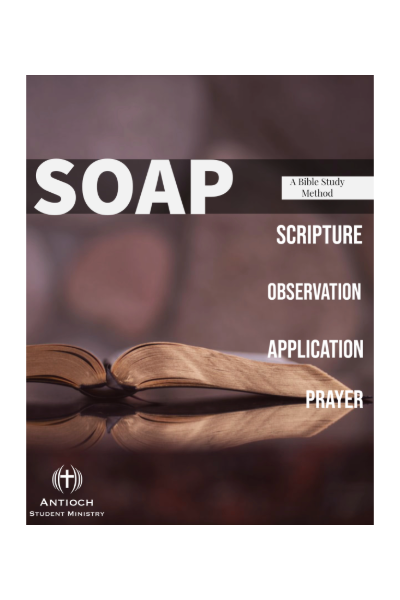 SOAP
A Bible Study
Method
SCRIPTURE
OBSERVATION
APPLICATION
PRAYER
Antioch
Student Ministry